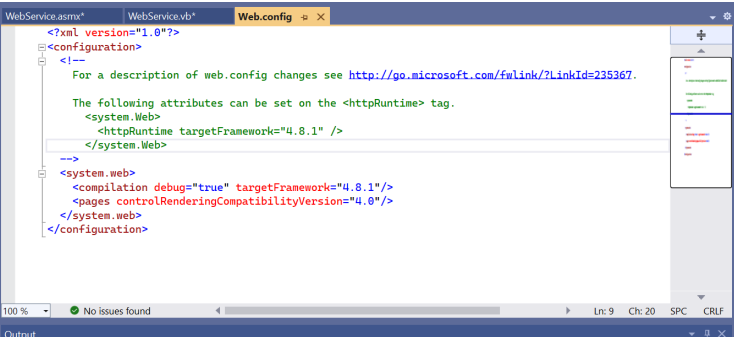 WebService.asmx* WebService.vb* Web.config
<?xml version="1.0"?>
<configuration>
<!--
For a description of web.config changes see http://go.microsoft.com/fwlink/?LinkId=235367.
The following attributes can be set on the <httpRuntime> tag.
<system.Web>
<httpRuntime targetFramework="4.8.1" />
</system.Web>
-->
<system.web>
<compilation debug="true" targetFramework="4.8.1"/>
<pages controlRenderingCompatibilityVersion="4.0"/>
</system.web>
</configuration>
100 % No issues found Ln: 9 Ch: 20 SPC CRLF
Output